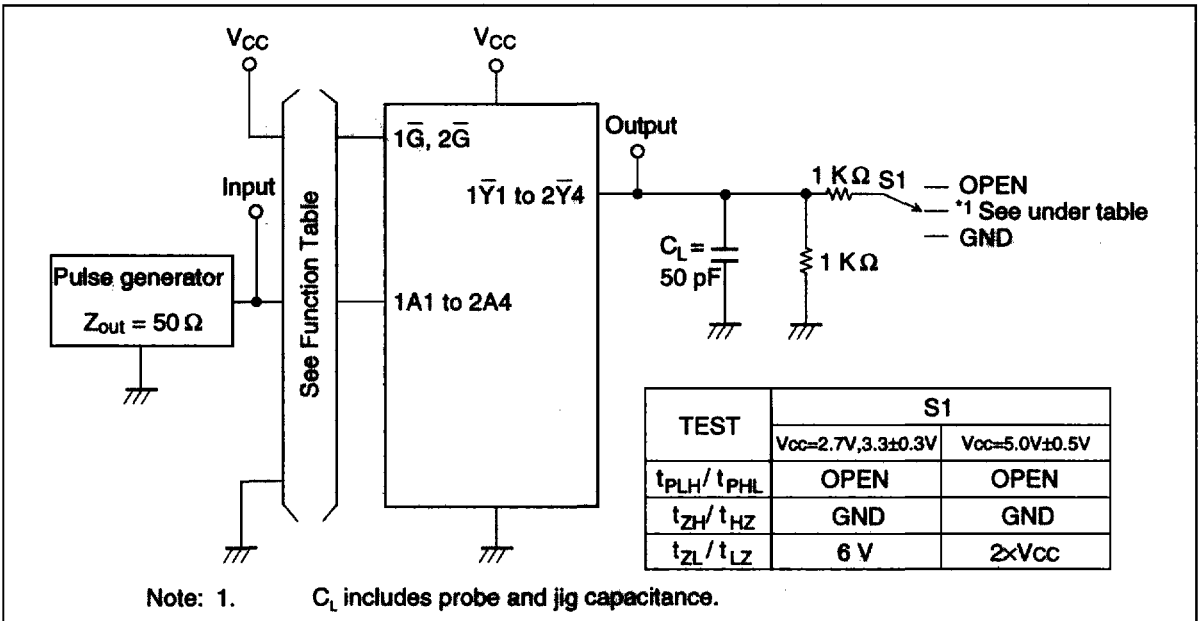 VCC
VCC
1G̅, 2G̅
Output
Input
1Y̅1 to 2Y̅4
1 KΩ
S1
OPEN
*1 See under table
GND
CL =
50 pF
1 KΩ
Pulse generator
Zout = 50 Ω
See Function Table
1A1 to 2A4
TEST
S1
Vcc=2.7V,3.3±0.3V
Vcc=5.0V±0.5V
tPLH/ tPHL
OPEN
OPEN
tZH/ tHZ
GND
GND
tZL/ tLZ
6 V
2×VCC
Note: 1. CL includes probe and jig capacitance.